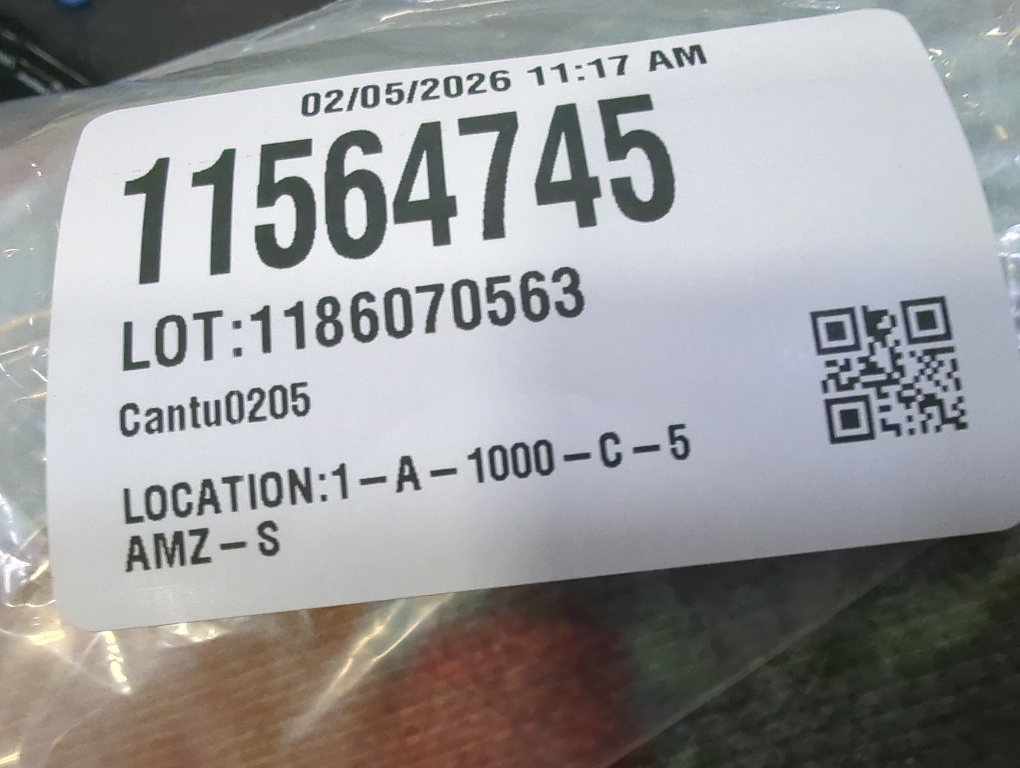 02/05/2026 11:17 AM
11564745
LOT:1186070563
Cantu0205
LOCATION:1-A-1000-C-5
AMZ-S